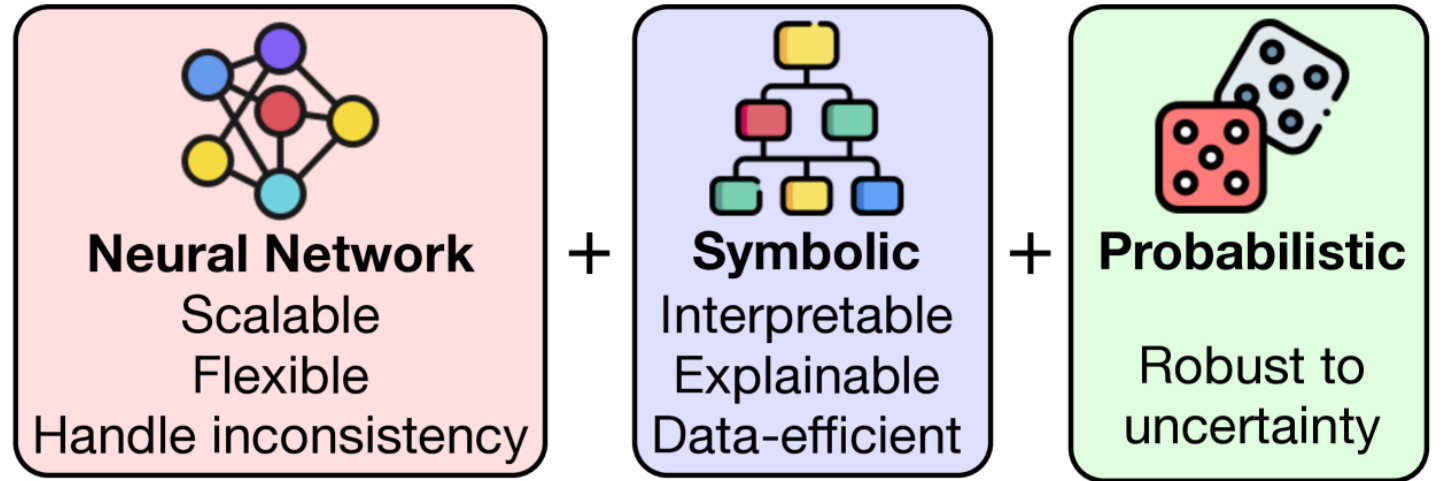 Neural Network
Scalable
Flexible
Handle inconsistency
+
Symbolic
Interpretable
Explainable
Data-efficient
+
Probabilistic
Robust to
uncertainty